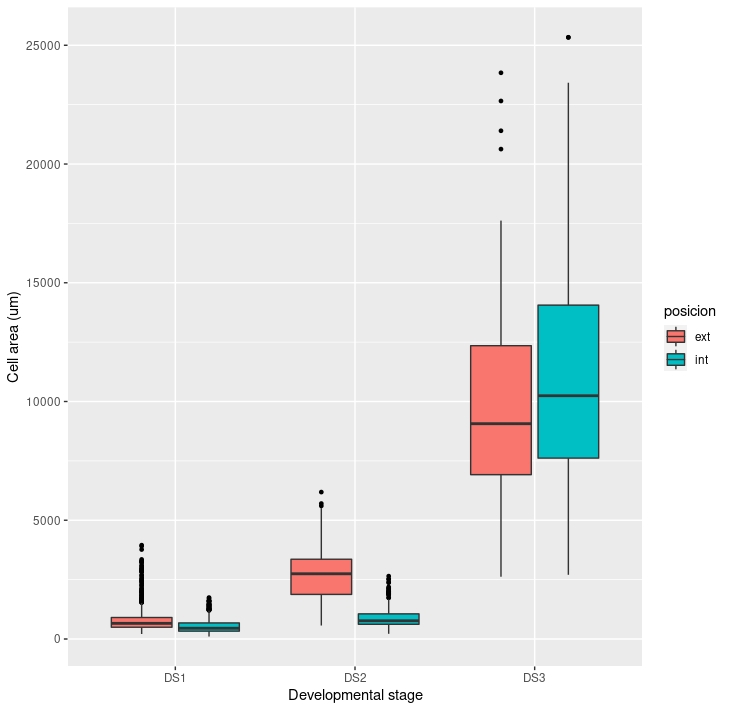 25000
20000
15000
10000
5000
0
Cell area (um)
DS1 DS2 DS3
Developmental stage
posicion
ext
int